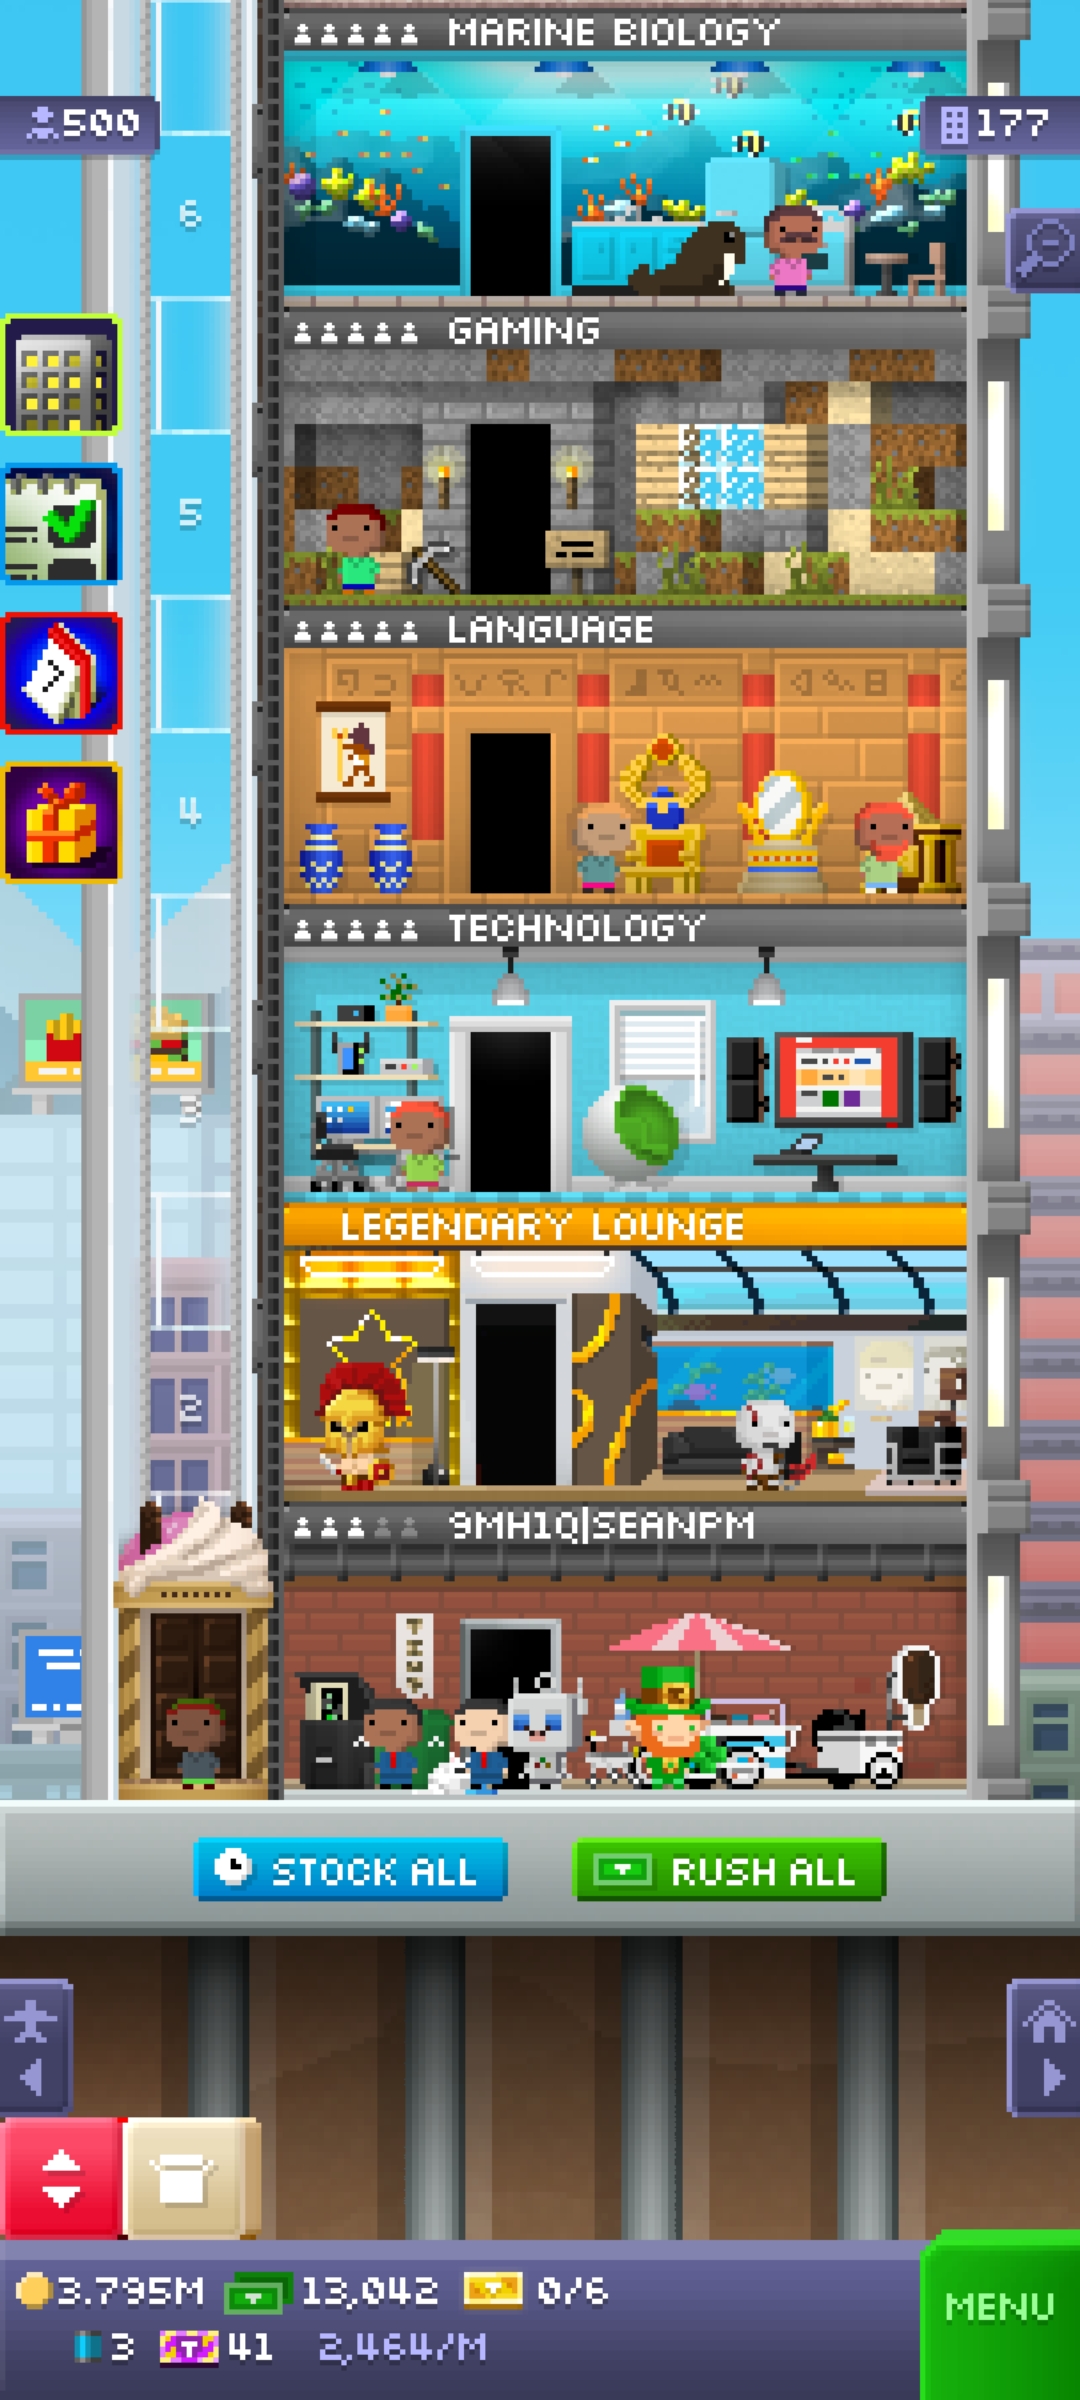 MARINE BIOLOGY
500
177
6
GAMING
5
LANGUAGE
4
TECHNOLOGY
3
LEGENDARY LOUNGE
2
9MH1Q|SEANPM
STOCK ALL
RUSH ALL
3.795M 13,042 0/6
3 41 2,464/M
MENU